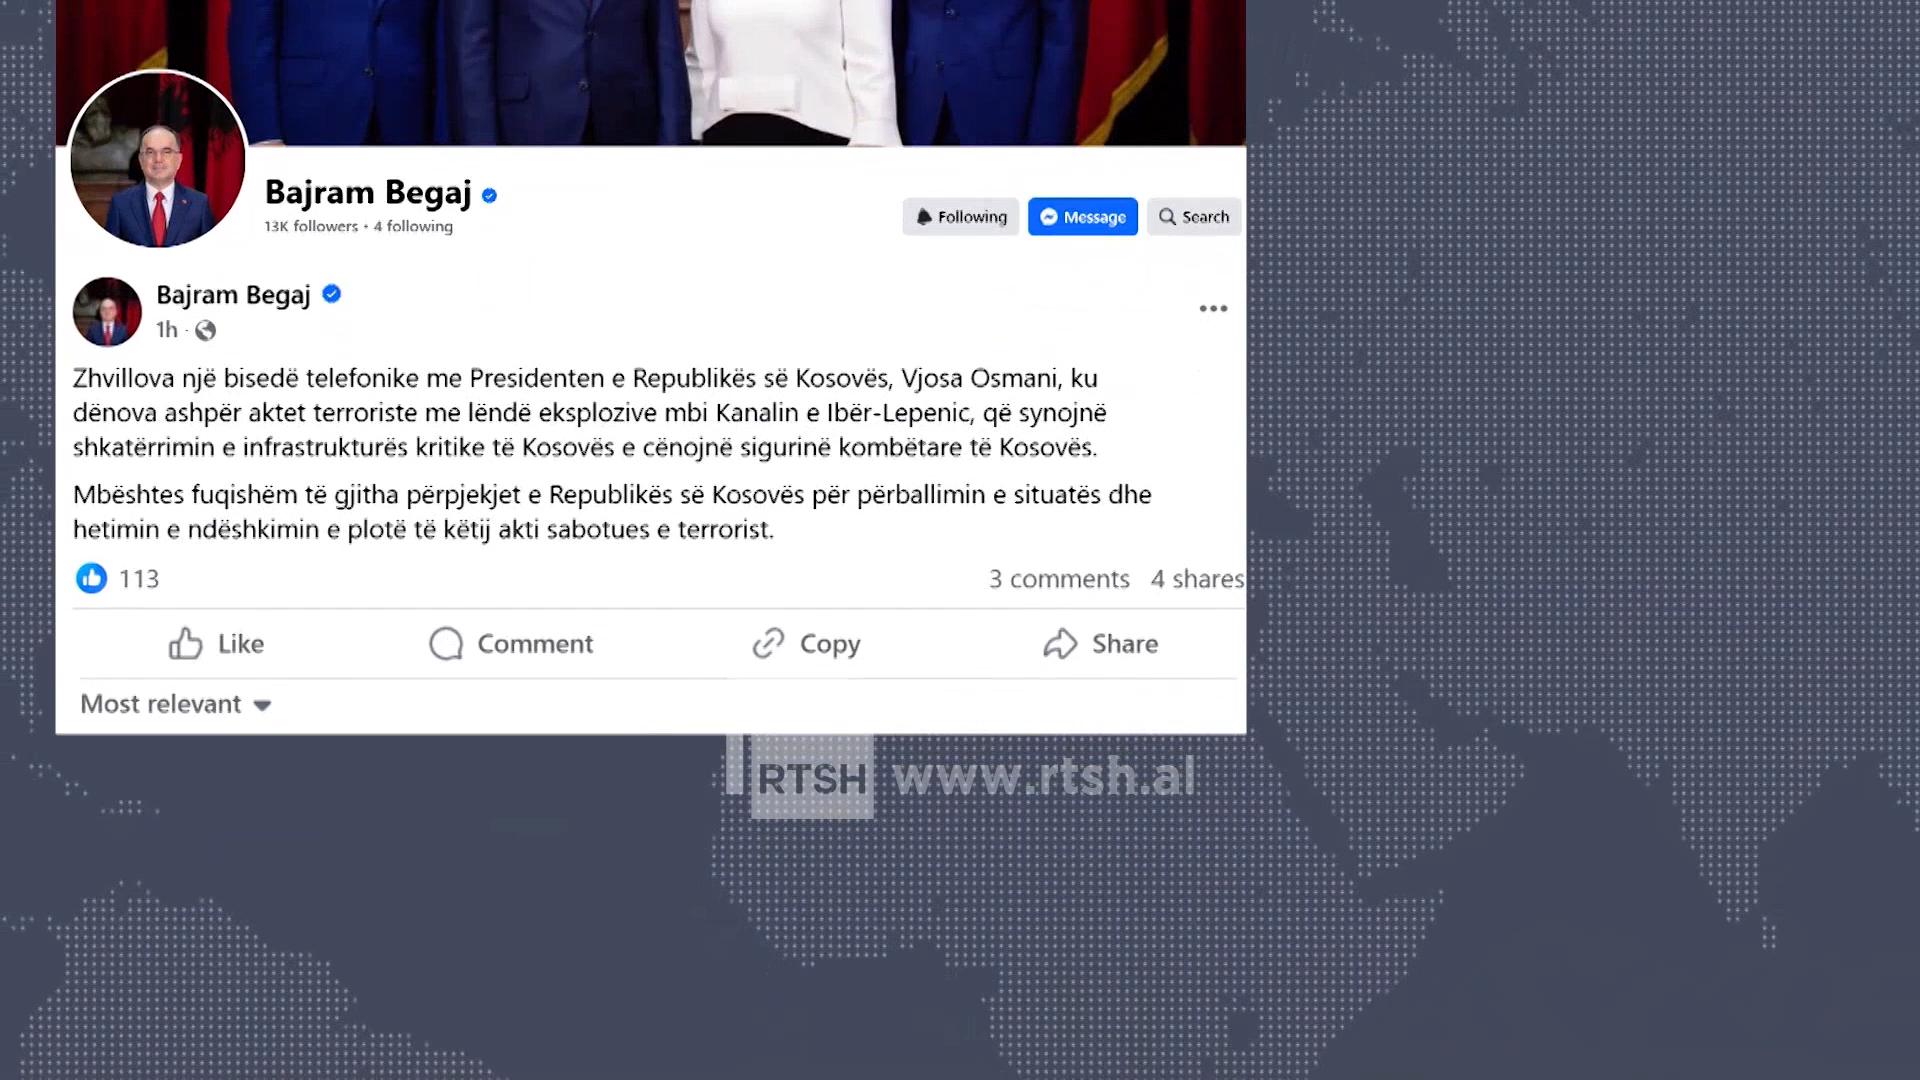 Bajram Begaj
13K followers • 4 following
Following
Message
Search
Bajram Begaj
1h ·
Zhvillova një bisedë telefonike me Presidenten e Republikës së Kosovës, Vjosa Osmani, ku
dënova ashpër aktet terroriste me lëndë eksplozive mbi Kanalin e Ibër-Lepenic, që synojnë
shkatërrimin e infrastrukturës kritike të Kosovës e cënojnë sigurinë kombëtare të Kosovës.
Mbështes fuqishëm të gjitha përpjekjet e Republikës së Kosovës për përballimin e situatës dhe
hetimin e ndëshkimin e plotë të këtij akti sabotues e terrorist.
113
3 comments 4 shares
Like
Comment
Copy
Share
Most relevant
RTSH www.rtsh.al